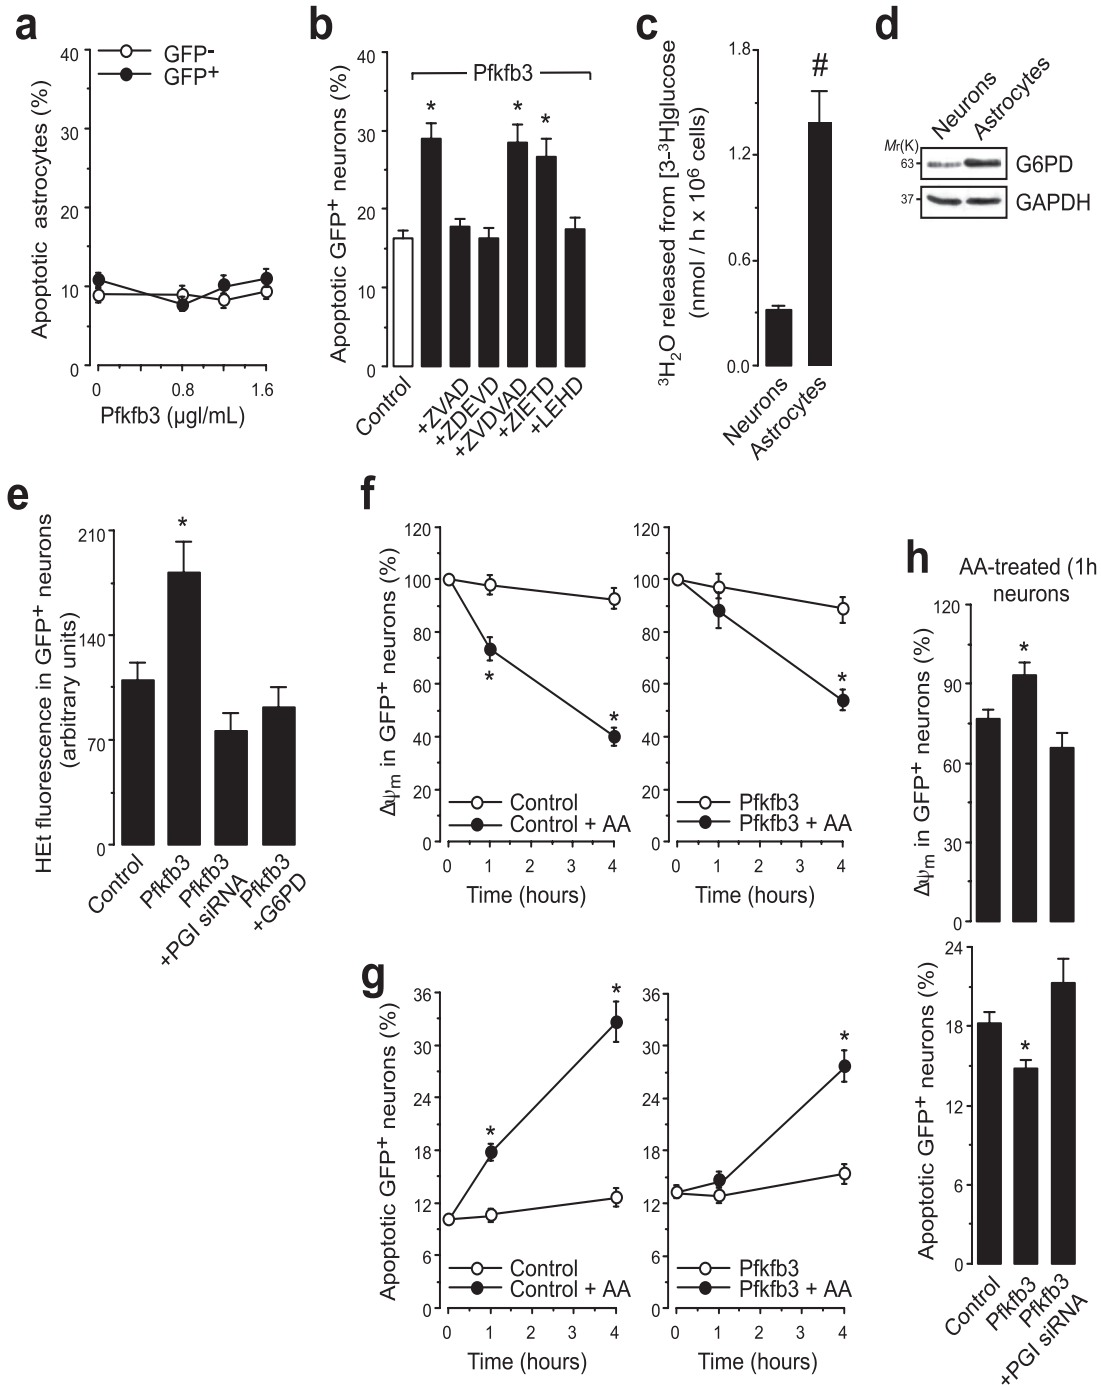 a
40
30
20
10
0
Apoptotic astrocytes (%)
GFP-
GFP+
0
0.8
1.6
Pfkfb3 (µgl/mL)
b
40
30
20
10
0
Apoptotic GFP+ neurons (%)
Pfkfb3
*
*
*
Control
+ZVAD
+ZDEVD
+ZVDVAD
+ZIETD
+LEHD
c
1.8
1.2
0.6
0.0
³H₂O released from [3-³H]glucose
(nmol / h x 10⁶ cells)
#
Neurons
Astrocytes
d
Neurons
Astrocytes
Mr(K)
63
G6PD
37
GAPDH
e
210
140
70
0
HEt fluorescence in GFP+ neurons
(arbitrary units)
*
Control
Pfkfb3
Pfkfb3
+PGI siRNA
Pfkfb3
+G6PD
f
120
100
80
60
40
20
0
Δψm in GFP+ neurons (%)
*
*
Control
Control + AA
0 1 2 3 4
Time (hours)
120
100
80
60
40
20
0
*
Pfkfb3
Pfkfb3 + AA
0 1 2 3 4
Time (hours)
g
36
30
24
18
12
6
0
Apoptotic GFP+ neurons (%)
*
*
Control
Control + AA
0 1 2 3 4
Time (hours)
36
30
24
18
12
6
0
*
Pfkfb3
Pfkfb3 + AA
0 1 2 3 4
Time (hours)
h
AA-treated (1h
neurons
120
90
60
30
0
Δψm in GFP+ neurons (%)
*
24
18
12
6
0
Apoptotic GFP+ neurons (%)
*
Control
Pfkfb3
Pfkfb3
+PGI siRNA